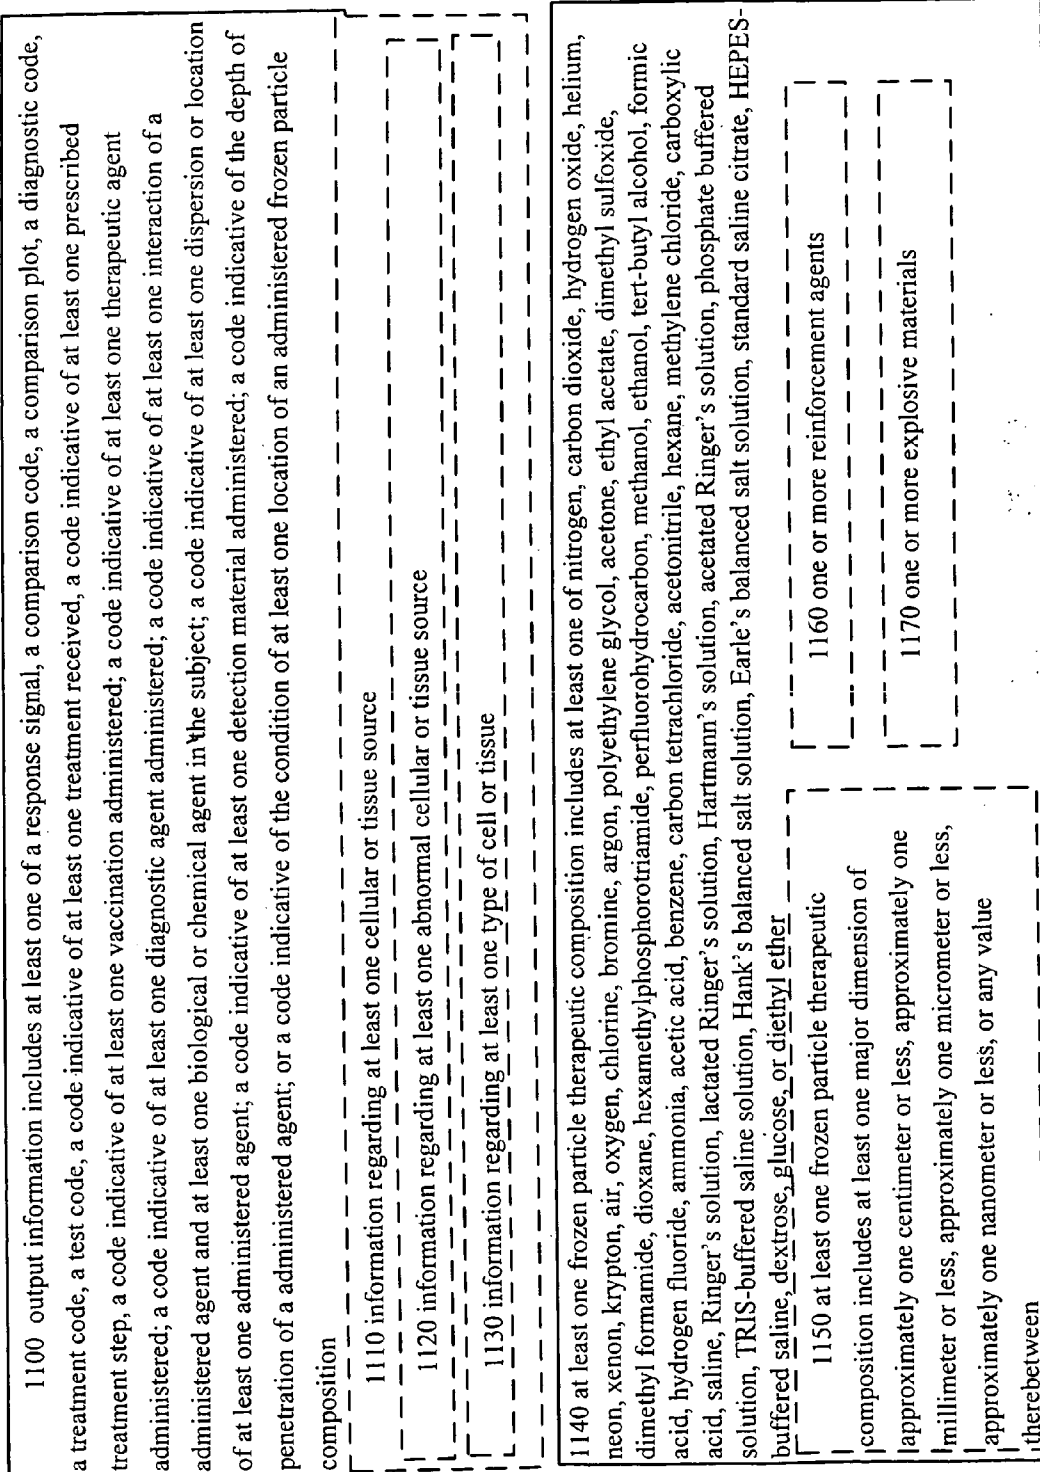 1100 output information includes at least one of a response signal, a comparison code, a comparison plot, a diagnostic code,
a treatment code, a test code, a code indicative of at least one treatment received, a code indicative of at least one prescribed
treatment step, a code indicative of at least one vaccination administered; a code indicative of at least one therapeutic agent
administered; a code indicative of at least one diagnostic agent administered; a code indicative of at least one interaction of a
administered agent and at least one biological or chemical agent in the subject; a code indicative of at least one dispersion or location
of at least one administered agent; a code indicative of at least one detection material administered; a code indicative of the depth of
penetration of a administered agent; or a code indicative of the condition of at least one location of an administered frozen particle
composition
1110 information regarding at least one cellular or tissue source
1120 information regarding at least one abnormal cellular or tissue source
1130 information regarding at least one type of cell or tissue
1140 at least one frozen particle therapeutic composition includes at least one of nitrogen, carbon dioxide, hydrogen oxide, helium,
neon, xenon, krypton, air, oxygen, chlorine, bromine, argon, polyethylene glycol, acetone, ethyl acetate, dimethyl sulfoxide,
dimethyl formamide, dioxane, hexamethylphosphorotriamide, perfluorohydrocarbon, methanol, ethanol, tert-butyl alcohol, formic
acid, hydrogen fluoride, ammonia, acetic acid, benzene, carbon tetrachloride, acetonitrile, hexane, methylene chloride, carboxylic
acid, saline, Ringer's solution, lactated Ringer's solution, Hartmann's solution, acetated Ringer's solution, phosphate buffered
solution, TRIS-buffered saline solution, Hank's balanced salt solution, Earle's balanced salt solution, standard saline citrate, HEPES-
buffered saline, dextrose, glucose, or diethyl ether
1150 at least one frozen particle therapeutic
composition includes at least one major dimension of
approximately one centimeter or less, approximately one
millimeter or less, approximately one micrometer or less,
approximately one nanometer or less, or any value
therebetween
1160 one or more reinforcement agents
1170 one or more explosive materials